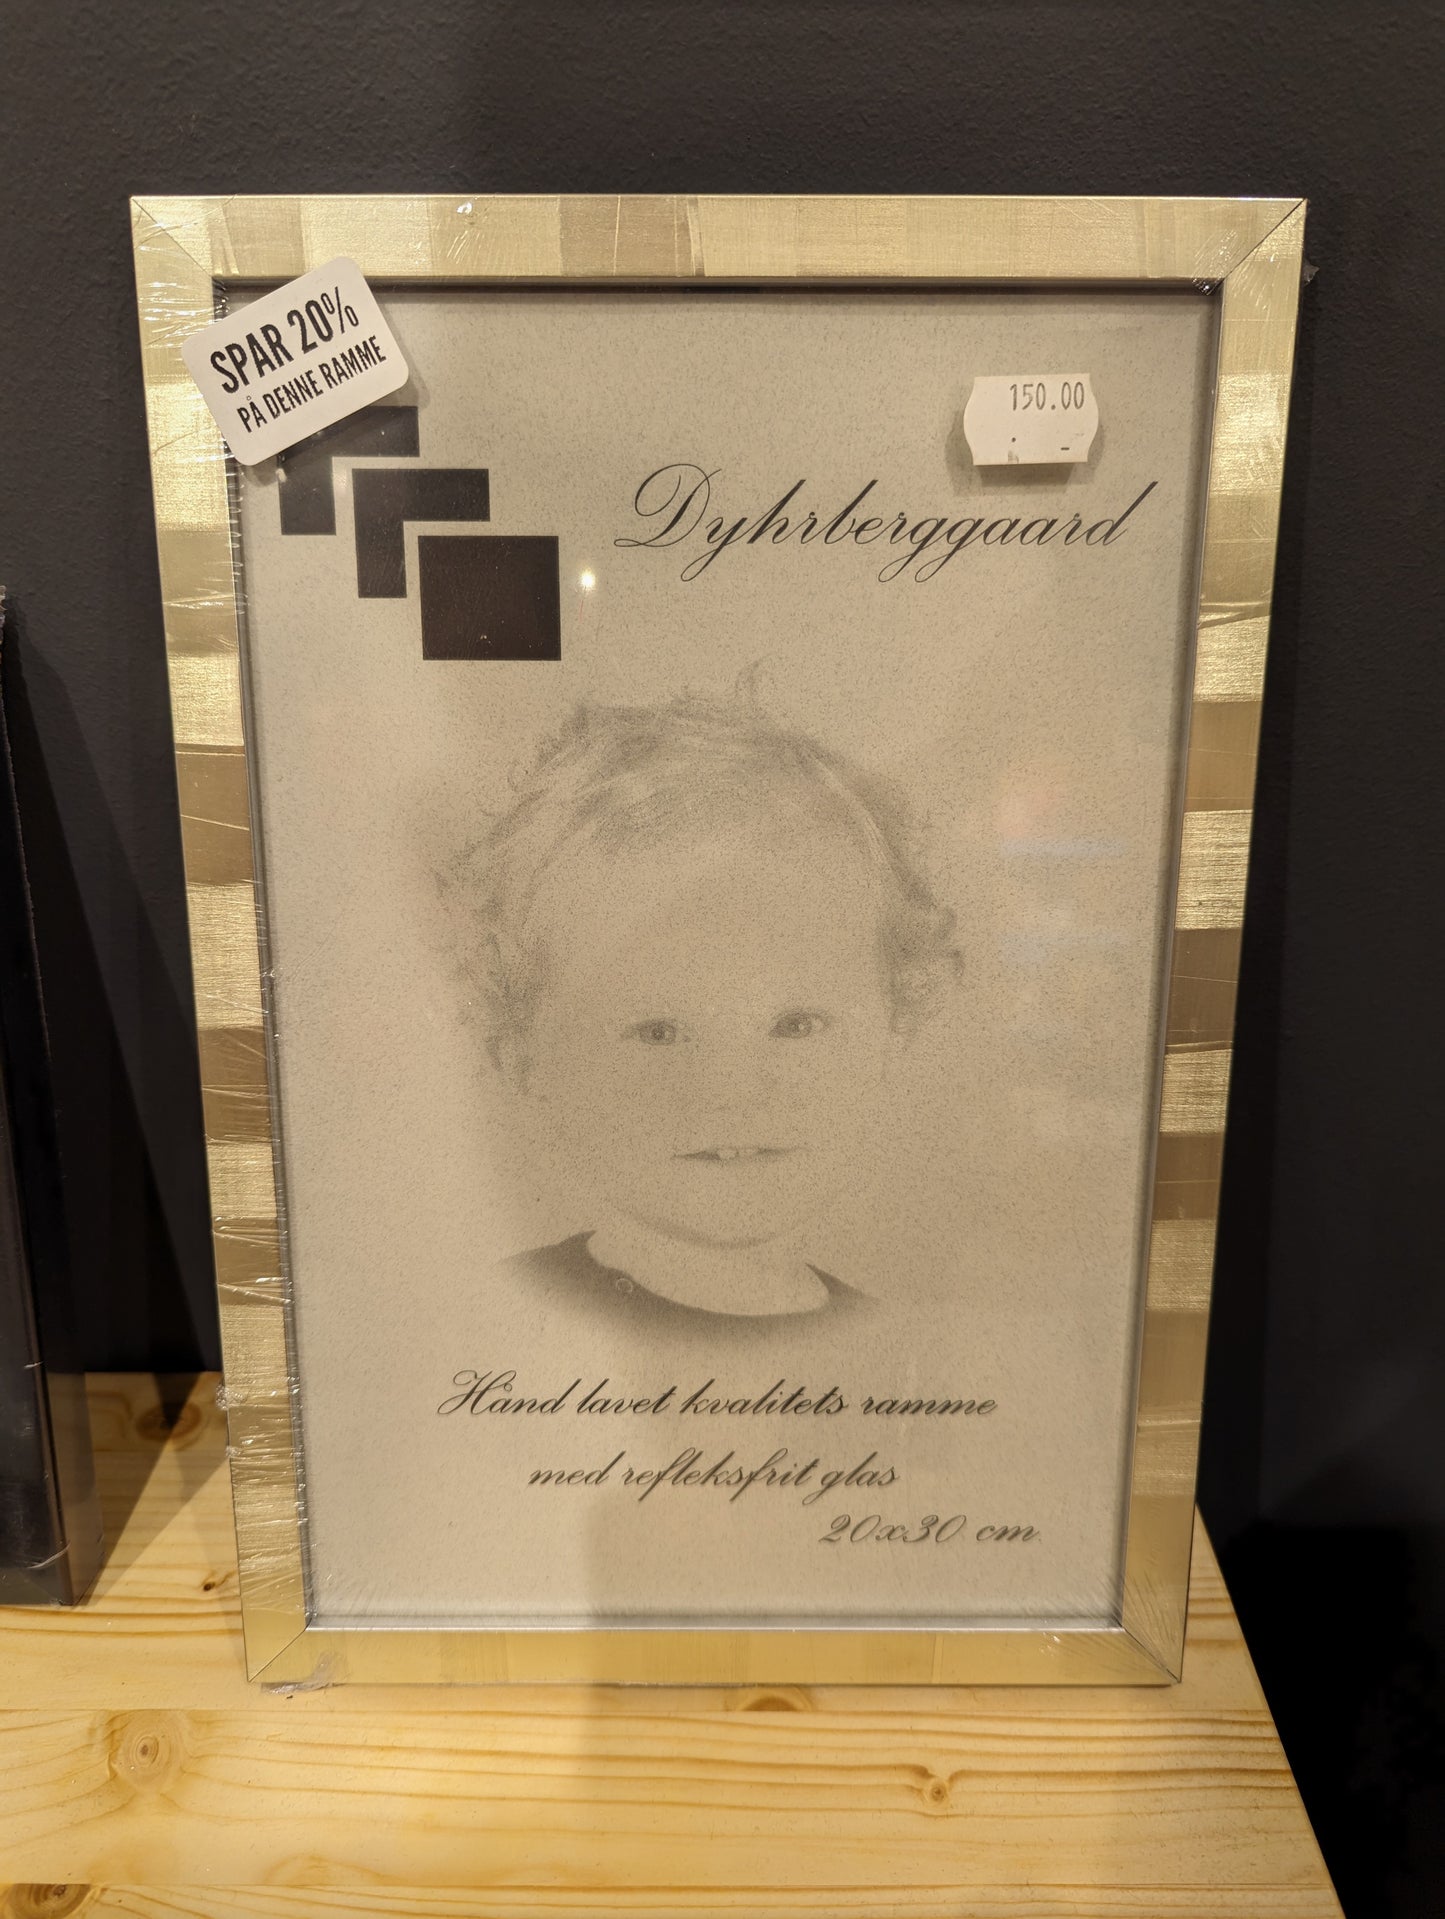 SPAR 20%
PÅ DENNE RAMME
150.00
Dyhrberggaard
Hånd lavet kvalitets ramme
med refleksfrit glas
20x30 cm.